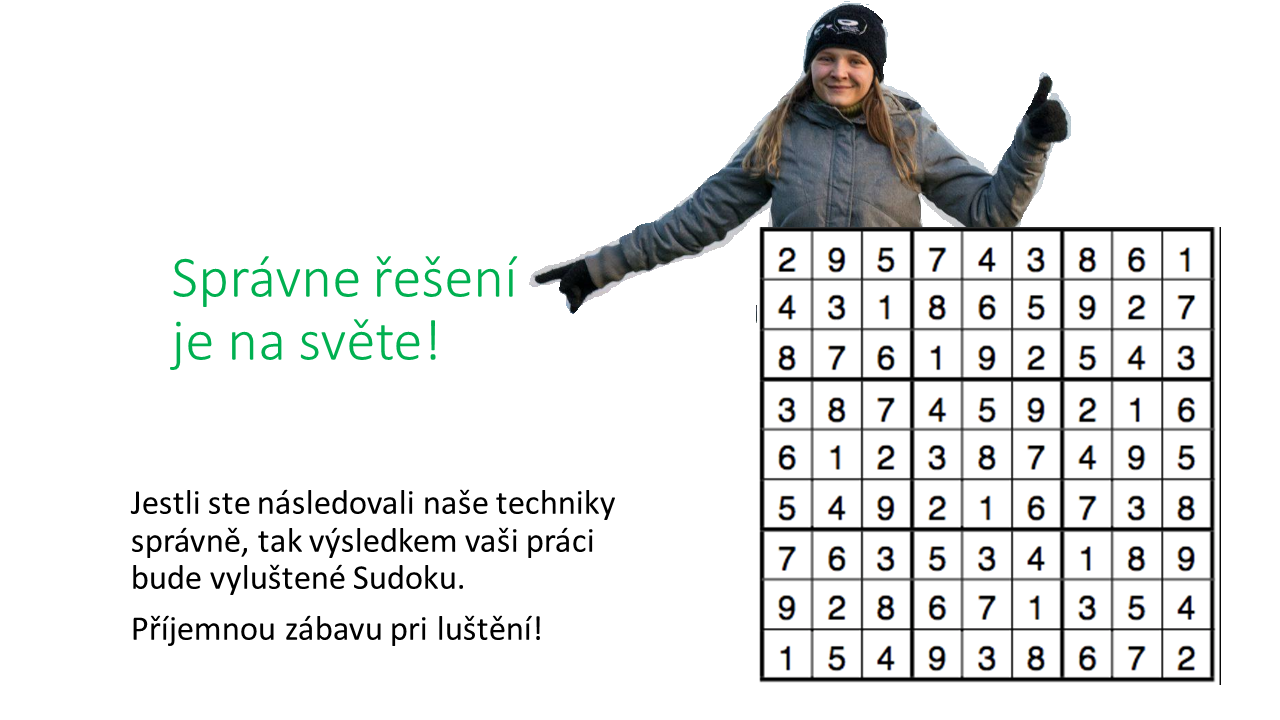 Správne řešení
je na světe!
2 9 5 7 4 3 8 6 1
4 3 1 8 6 5 9 2 7
8 7 6 1 9 2 5 4 3
3 8 7 4 5 9 2 1 6
6 1 2 3 8 7 4 9 5
5 4 9 2 1 6 7 3 8
7 6 3 5 3 4 1 8 9
9 2 8 6 7 1 3 5 4
1 5 4 9 3 8 6 7 2
Jestli ste následovali naše techniky
správně, tak výsledkem vaši práci
bude vyluštené Sudoku.
Příjemnou zábavu pri luštění!